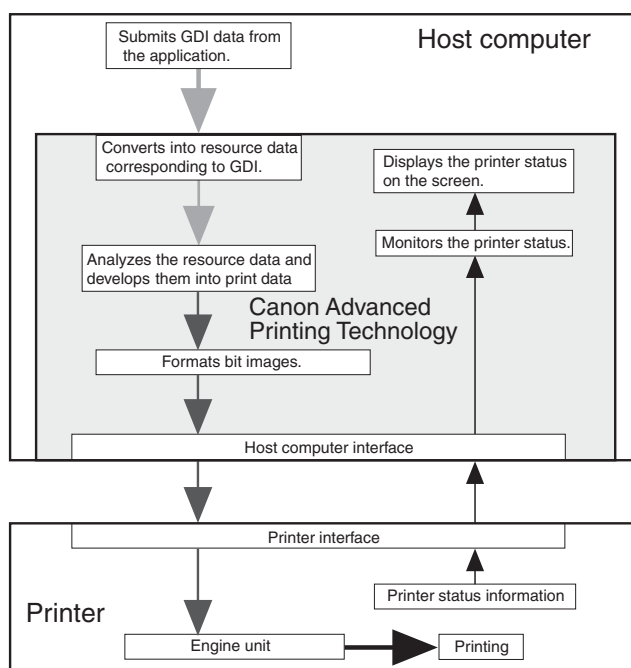 Host computer
Submits GDI data from
the application.
Converts into resource data
corresponding to GDI.
Displays the printer status
on the screen.
Monitors the printer status.
Analyzes the resource data and
develops them into print data
Canon Advanced
Printing Technology
Formats bit images.
Host computer interface
Printer interface
Printer status information
Printer
Engine unit
Printing